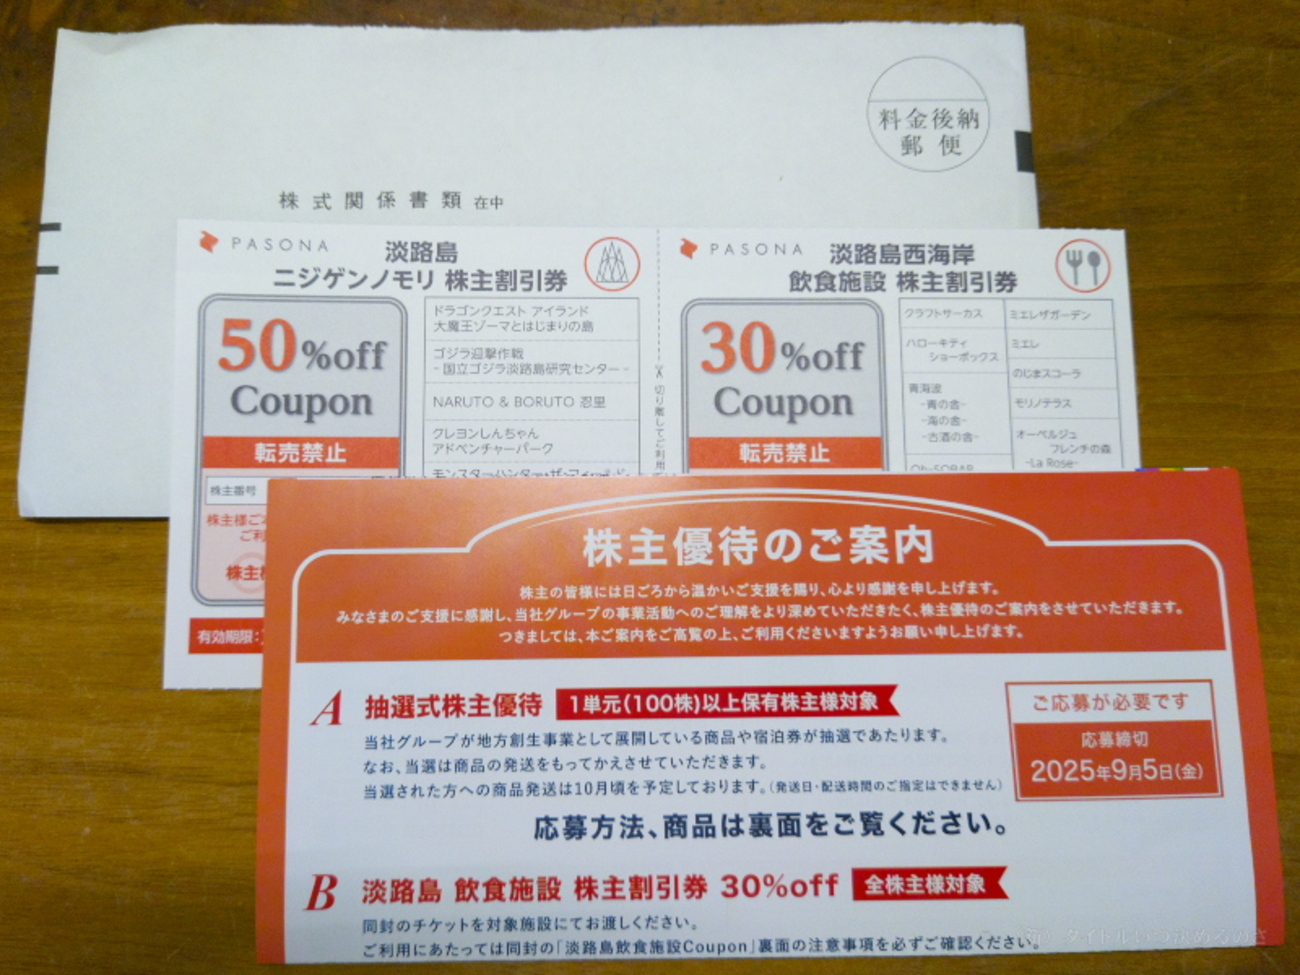 料金後納
郵便
株式関係書類 在中
PASONA
淡路島
ニジゲンノモリ 株主割引券
50%off
Coupon
転売禁止
株主番号
株主様ご
ご利
株主
有効期限:
ドラゴンクエスト アイランド
大魔王ゾーマとはじまりの島
ゴジラ迎撃作戦
-国立ゴジラ淡路島研究センター-
NARUTO & BORUTO 忍里
クレヨンしんちゃん
アドベンチャーパーク
モンスターハンター・ザ・
切り離してご利用
PASONA
淡路島西海岸
飲食施設 株主割引券
30%off
Coupon
転売禁止
クラフトサーカス
ハローキティ
ショーボックス
青海波
-青の舎-
-海の舎-
-古酒の舎-
Oh-SOBAR
ミエレザガーデン
ミエレ
のじまスコーラ
モリノテラス
オーベルジュ
フレンチの森
-La Rose-
株主優待のご案内
株主の皆様には日ごろから温かいご支援を賜り、心より感謝を申し上げます。
みなさまのご支援に感謝し、当社グループの事業活動へのご理解をより深めていただきたく、株主優待のご案内をさせていただきます。
つきましては、本ご案内をご高覧の上、ご利用くださいますようお願い申し上げます。
A 抽選式株主優待 1単元(100株)以上保有株主様対象
当社グループが地方創生事業として展開している商品や宿泊券が抽選であたります。
なお、当選は商品の発送をもってかえさせていただきます。
当選された方への商品発送は10月頃を予定しております。(発送日・配送時間のご指定はできません)
ご応募が必要です
応募締切
2025年9月5日(金)
応募方法、商品は裏面をご覧ください。
B 淡路島 飲食施設 株主割引券 30%off 全株主様対象
同封のチケットを対象施設にてお渡しください。
ご利用にあたっては同封の「淡路島飲食施設Coupon」裏面の注意事項を必ずご確認ください。